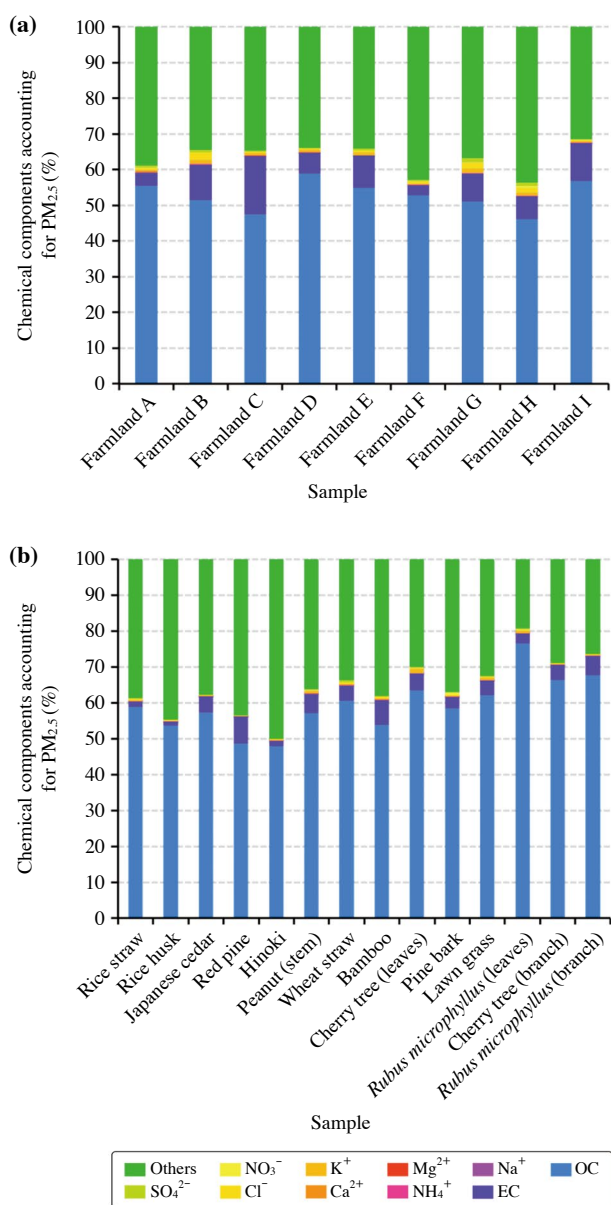 (a)
Chemical components accounting
for PM2.5 (%)
100
90
80
70
60
50
40
30
20
10
0
Farmland A
Farmland B
Farmland C
Farmland D
Farmland E
Farmland F
Farmland G
Farmland H
Farmland I
Sample
(b)
Chemical components accounting
for PM2.5 (%)
100
90
80
70
60
50
40
30
20
10
0
Rice straw
Rice husk
Japanese cedar
Red pine
Hinoki
Peanut (stem)
Wheat straw
Bamboo
Cherry tree (leaves)
Pine bark
Lawn grass
Rubus microphyllus (leaves)
Cherry tree (branch)
Rubus microphyllus (branch)
Sample
Others NO3− K+ Mg2+ Na+ OC
SO42− Cl− Ca2+ NH4+ EC